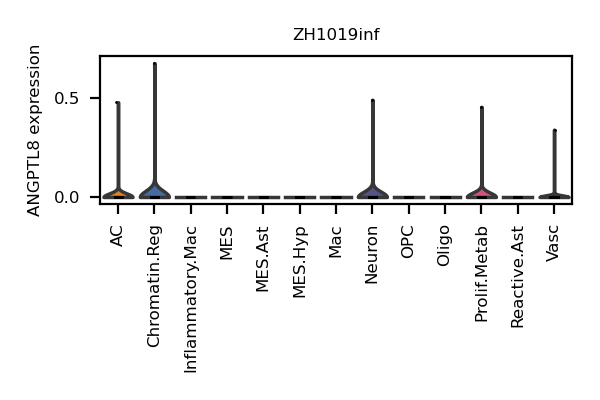 ZH1019inf
ANGPTL8 expression
0.5
0.0
AC
Chromatin.Reg
Inflammatory.Mac
MES
MES.Ast
MES.Hyp
Mac
Neuron
OPC
Oligo
Prolif.Metab
Reactive.Ast
Vasc